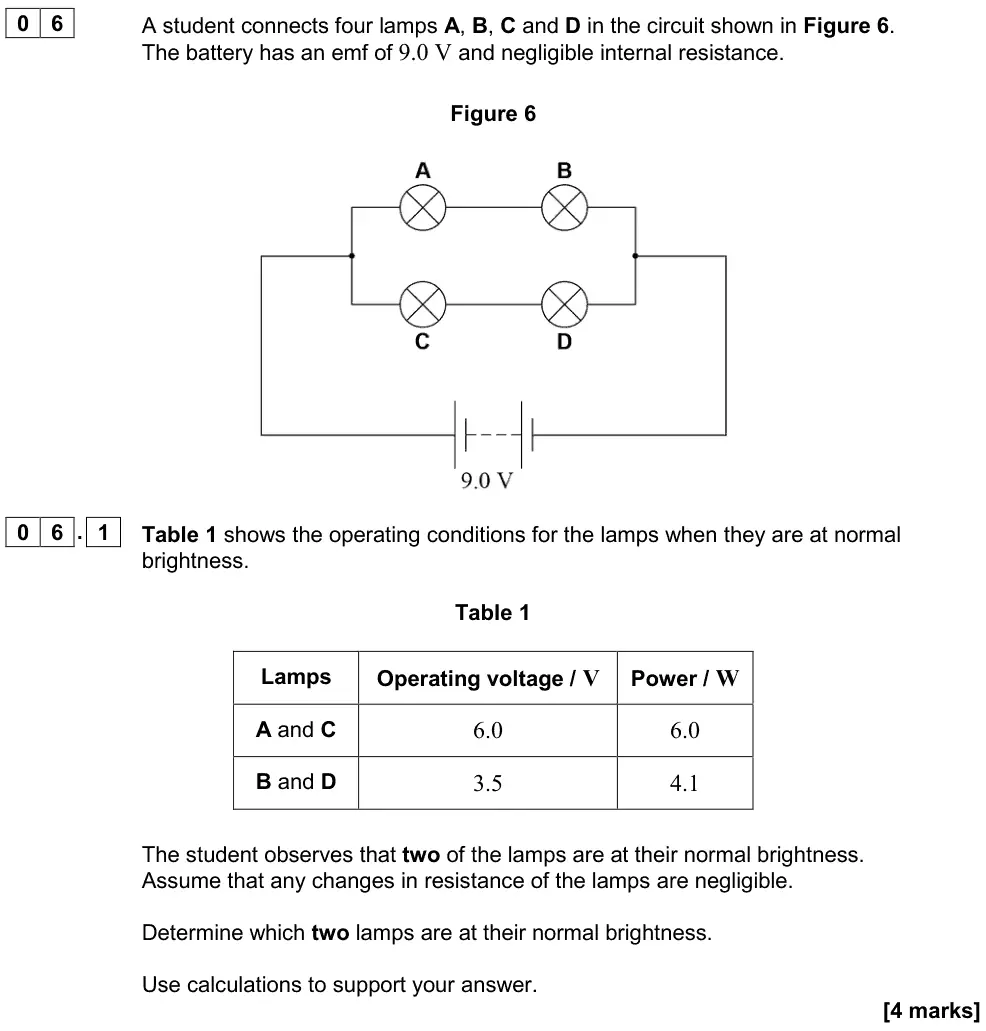 0 6
A student connects four lamps A, B, C and D in the circuit shown in Figure 6.
The battery has an emf of 9.0 V and negligible internal resistance.
Figure 6
A B
C D
9.0 V
0 6 . 1
Table 1 shows the operating conditions for the lamps when they are at normal
brightness.
Table 1
Lamps Operating voltage / V Power / W
A and C 6.0 6.0
B and D 3.5 4.1
The student observes that two of the lamps are at their normal brightness.
Assume that any changes in resistance of the lamps are negligible.
Determine which two lamps are at their normal brightness.
Use calculations to support your answer.
[4 marks]